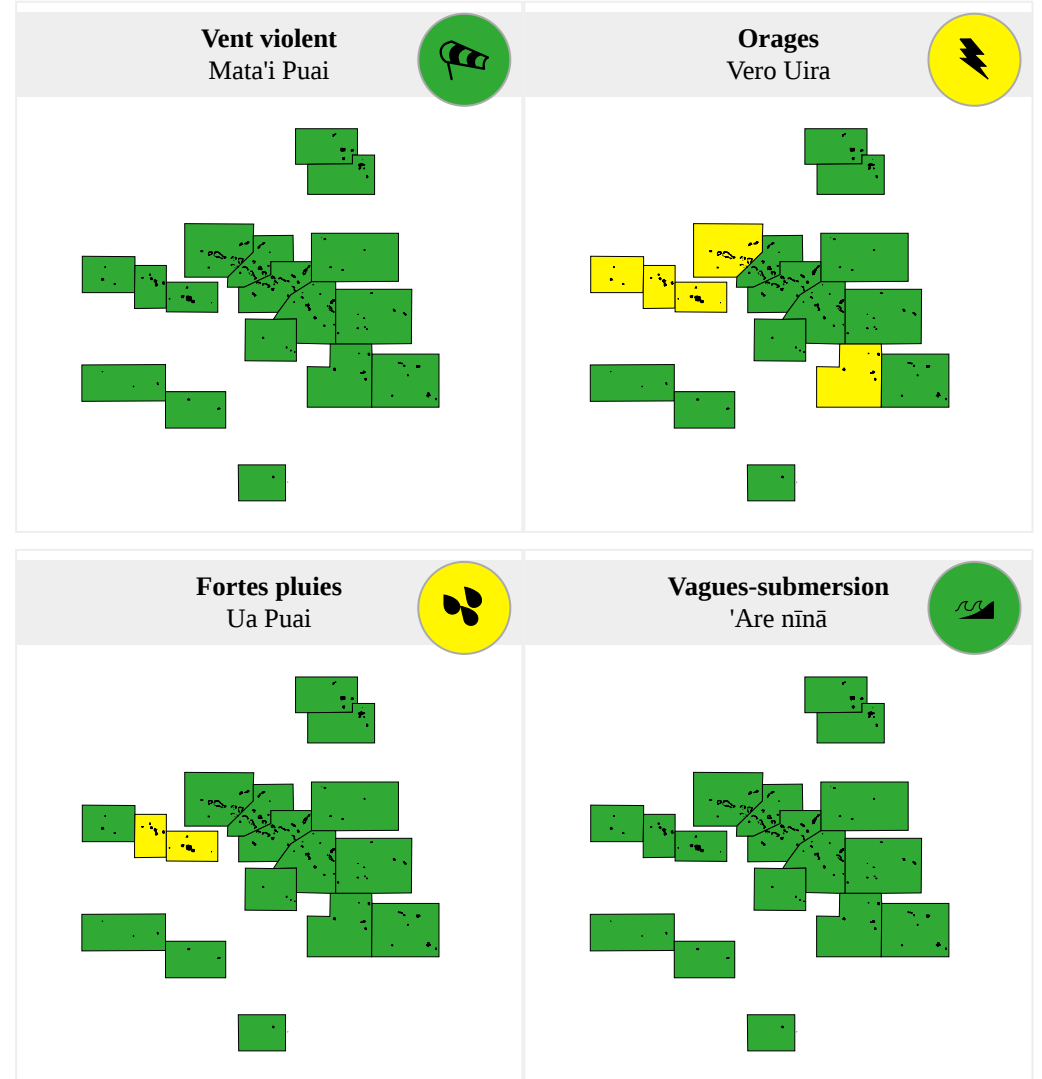 Vent violent
Mata'i Puai
Orages
Vero Uira
Fortes pluies
Ua Puai
Vagues-submersion
'Are nīnā